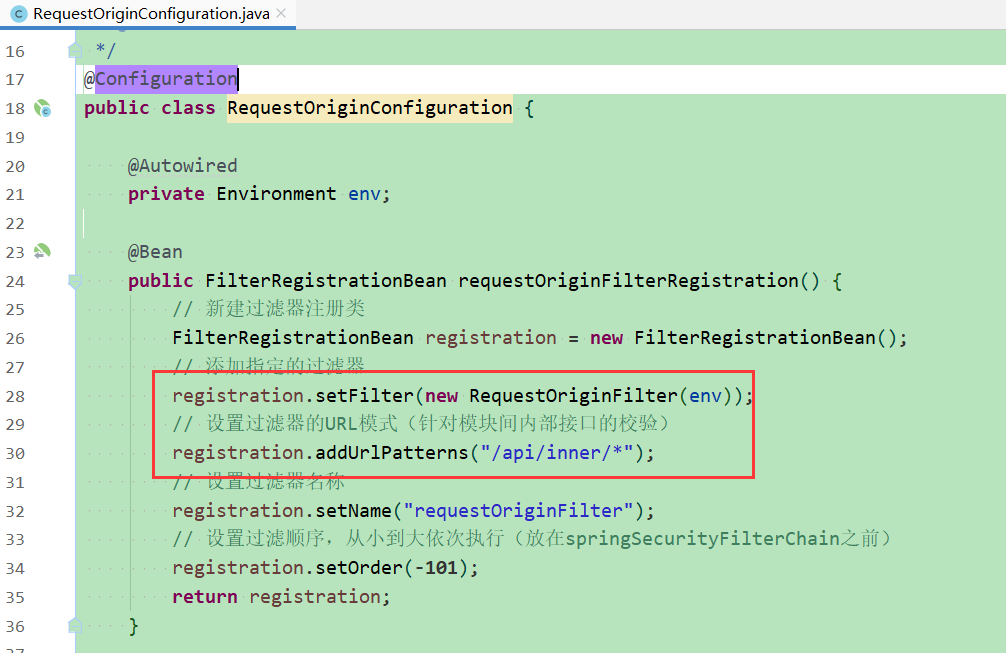 RequestOriginConfiguration.java
16 */
17 @Configuration
18 public class RequestOriginConfiguration {
19
20 @Autowired
21 private Environment env;
22
23 @Bean
24 public FilterRegistrationBean requestOriginFilterRegistration() {
25 // 新建过滤器注册类
26 FilterRegistrationBean registration = new FilterRegistrationBean();
27 // 添加指定的过滤器
28 registration.setFilter(new RequestOriginFilter(env));
29 // 设置过滤器的URL模式（针对模块间内部接口的校验）
30 registration.addUrlPatterns("/api/inner/*");
31 // 设置过滤器名称
32 registration.setName("requestOriginFilter");
33 // 设置过滤顺序，从小到大依次执行（放在springSecurityFilterChain之前）
34 registration.setOrder(-101);
35 return registration;
36 }
37